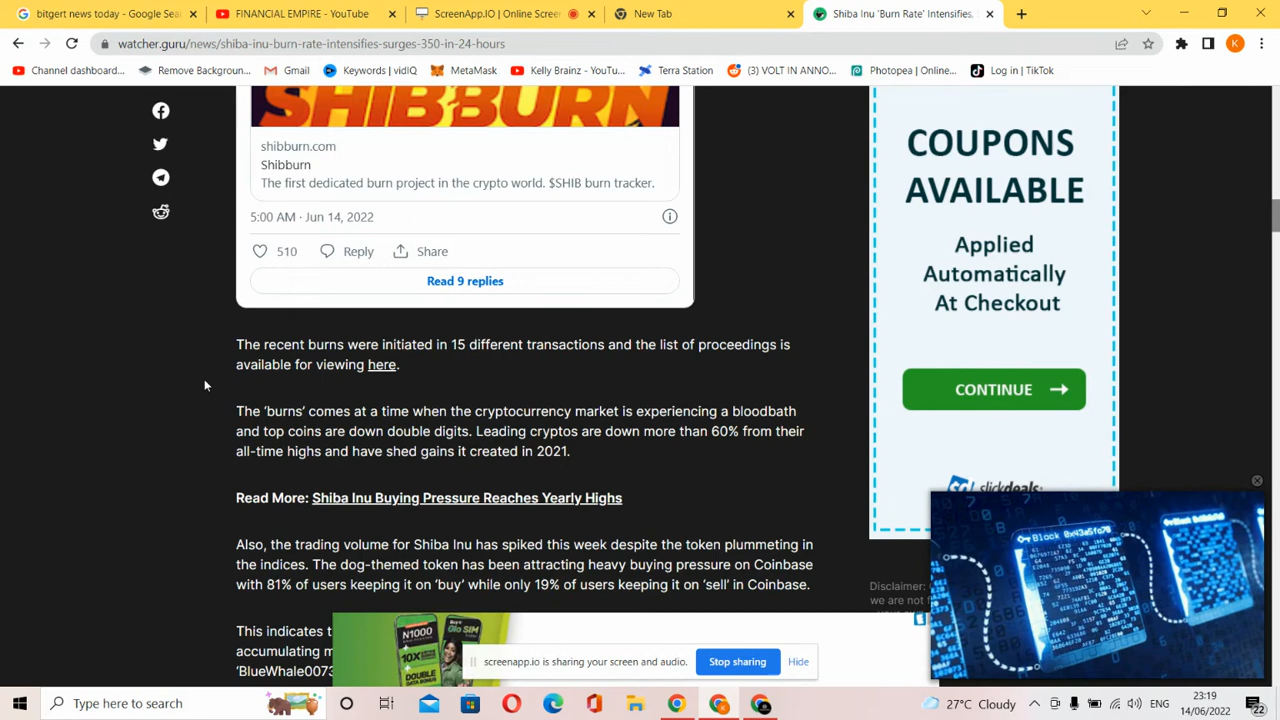 bitgert news today - Google Sea
FINANCIAL EMPIRE - YouTube
ScreenApp.IO | Online Scree
New Tab
Shiba Inu 'Burn Rate' Intensifies,
watcher.guru/news/shiba-inu-burn-rate-intensifies-surges-350-in-24-hours
K
Channel dashboard...
Remove Backgroun...
Gmail
Keywords | vidIQ
MetaMask
Kelly Brainz - YouTu...
Terra Station
(3) VOLT IN ANNO...
Photopea | Online...
Log in | TikTok
SHIBBURN
shibburn.com
Shibburn
The first dedicated burn project in the crypto world. $SHIB burn tracker.
5:00 AM · Jun 14, 2022
510 Reply Share
Read 9 replies
The recent burns were initiated in 15 different transactions and the list of proceedings is
available for viewing here.
The ‘burns’ comes at a time when the cryptocurrency market is experiencing a bloodbath
and top coins are down double digits. Leading cryptos are down more than 60% from their
all-time highs and have shed gains it created in 2021.
Read More: Shiba Inu Buying Pressure Reaches Yearly Highs
Also, the trading volume for Shiba Inu has spiked this week despite the token plummeting in
the indices. The dog-themed token has been attracting heavy buying pressure on Coinbase
with 81% of users keeping it on ‘buy’ while only 19% of users keeping it on ‘sell’ in Coinbase.
This indicates
accumulating
‘BlueWhale0073
COUPONS
AVAILABLE
Applied
Automatically
At Checkout
CONTINUE
slickdeals
Disclaimer:
we are not
Block 0x43a5fc78
N1000
10X
screenapp.io is sharing your screen and audio.
Stop sharing
Hide
Type here to search
27°C Cloudy
ENG
23:19
14/06/2022
22